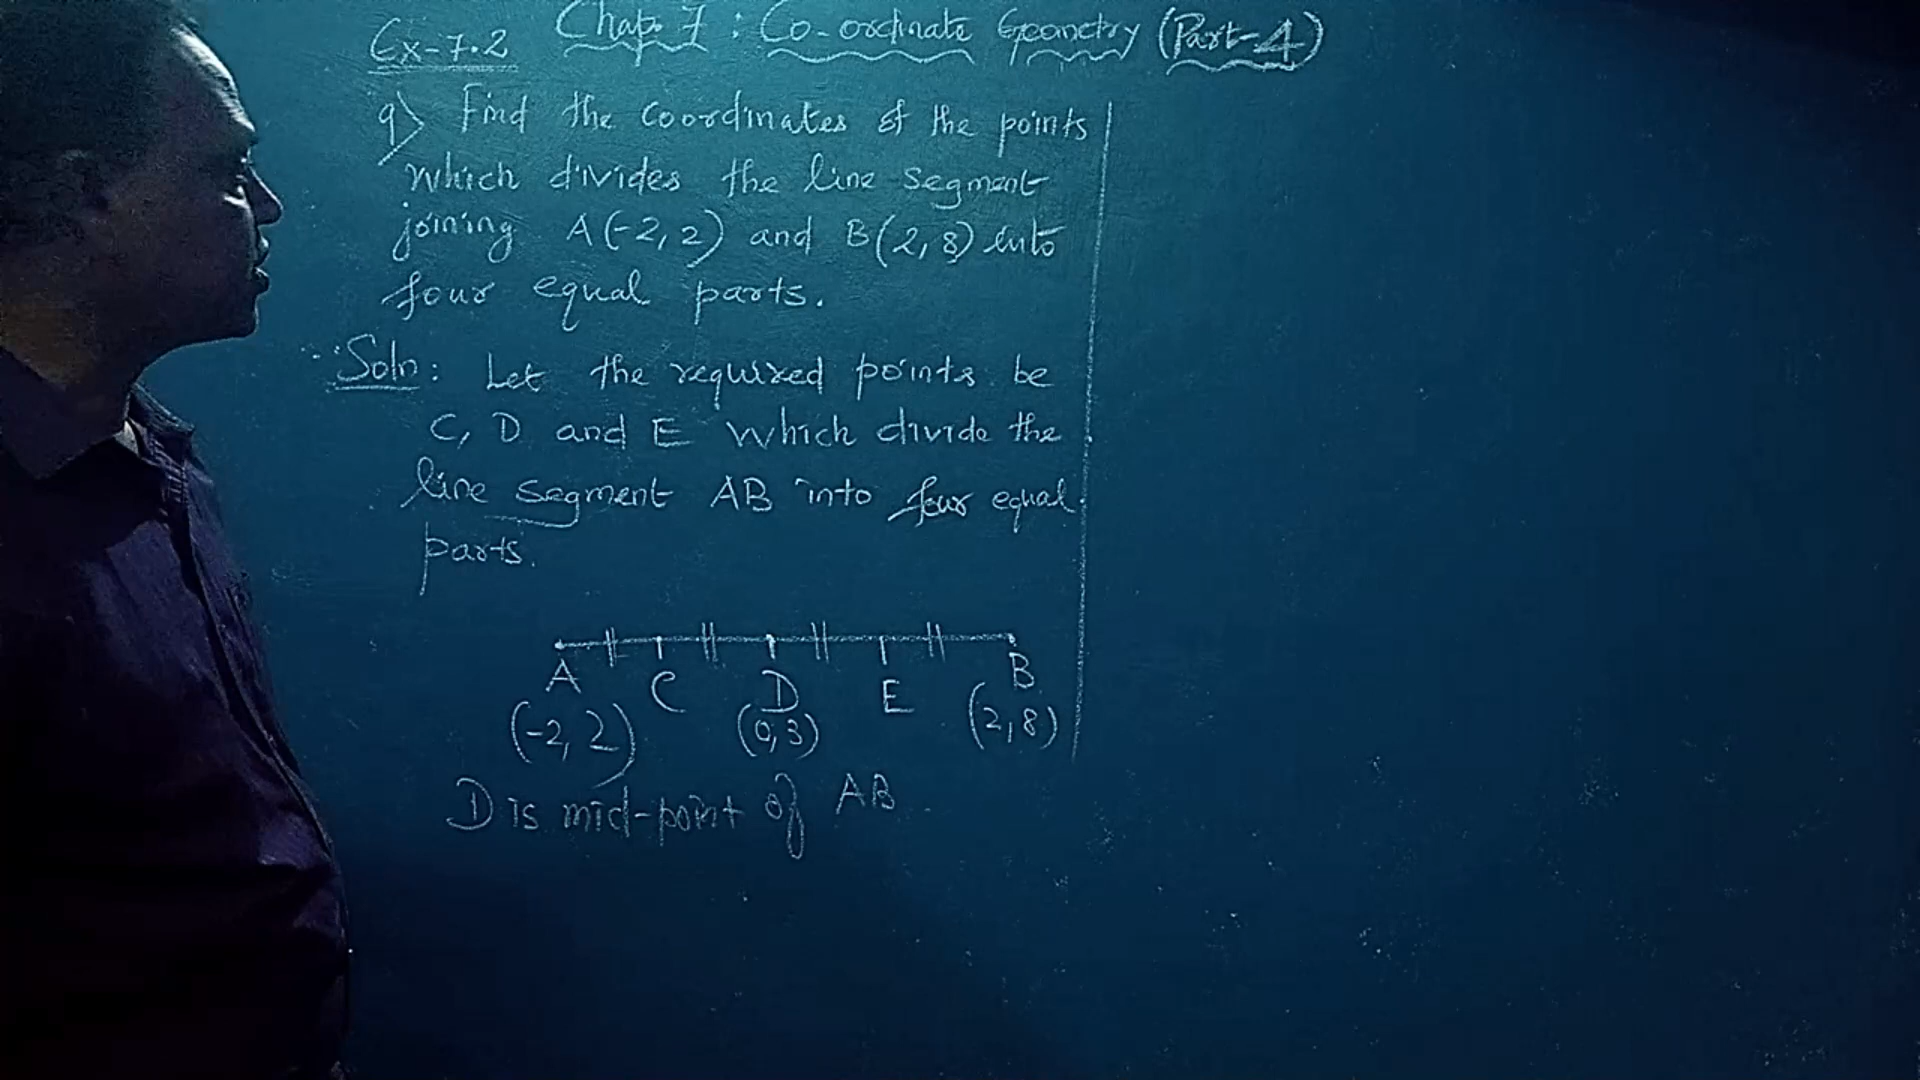 Ex-7.2 Chap 7 : Co-ordinate Geometry (Part-4)
9) Find the coordinates of the points
which divides the line segment
joining A(-2, 2) and B(2, 8) into
four equal parts.
Soln: Let the required points be
C, D and E which divide the
line segment AB into four equal
parts.
A C D E B
(-2, 2) (0,3) (2,8)
D is mid-point of AB